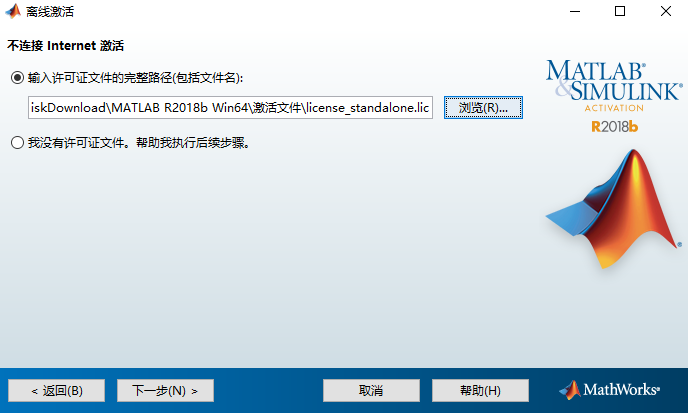 离线激活
不连接 Internet 激活
输入许可证文件的完整路径(包括文件名):
iskDownload\MATLAB R2018b Win64\激活文件\license_standalone.lic
浏览(R)...
我没有许可证文件。帮助我执行后续步骤。
MATLAB®
&SIMULINK®
ACTIVATION
R2018b
®
< 返回(B)
下一步(N) >
取消
帮助(H)
MathWorks®